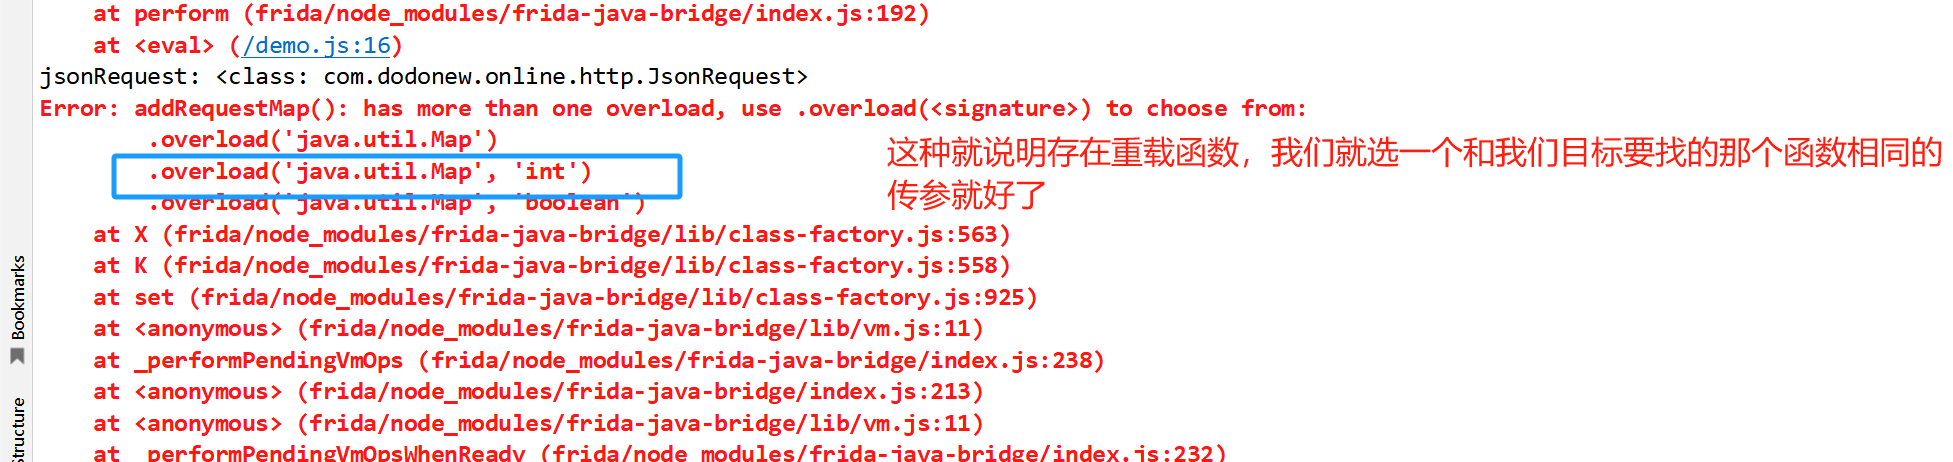 at perform (frida/node_modules/frida-java-bridge/index.js:192)
at <eval> (/demo.js:16)
jsonRequest: <class: com.dodonew.online.http.JsonRequest>
Error: addRequestMap(): has more than one overload, use .overload(<signature>) to choose from:
.overload('java.util.Map')
.overload('java.util.Map', 'int')
.overload('java.util.Map', 'boolean')
这种就说明存在重载函数，我们就选一个和我们目标要找的那个函数相同的
传参就好了
at X (frida/node_modules/frida-java-bridge/lib/class-factory.js:563)
at K (frida/node_modules/frida-java-bridge/lib/class-factory.js:558)
at set (frida/node_modules/frida-java-bridge/lib/class-factory.js:925)
at <anonymous> (frida/node_modules/frida-java-bridge/lib/vm.js:11)
at _performPendingVmOps (frida/node_modules/frida-java-bridge/index.js:238)
at <anonymous> (frida/node_modules/frida-java-bridge/index.js:213)
at <anonymous> (frida/node_modules/frida-java-bridge/lib/vm.js:11)
at _performPendingVmOpsWhenReady (frida/node_modules/frida-java-bridge/index.js:232)
Bookmarks
Structure